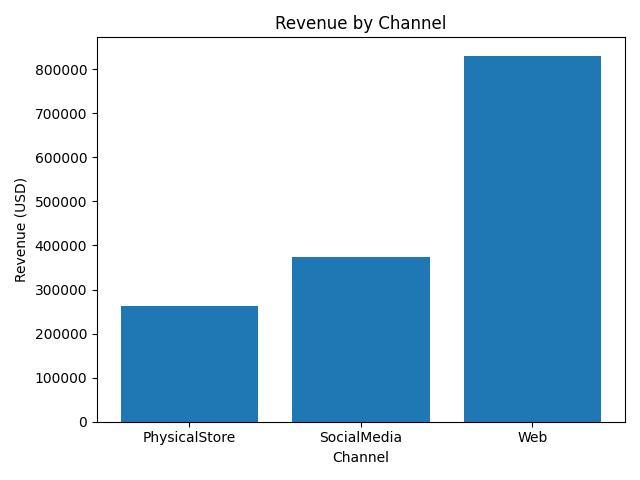 Revenue by Channel
800000
700000
600000
500000
400000
300000
200000
100000
0
Revenue (USD)
PhysicalStore
SocialMedia
Web
Channel